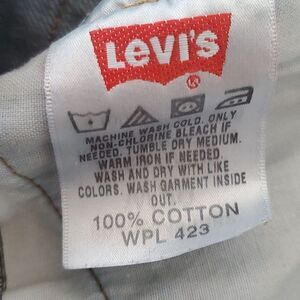 LEVI'S
MACHINE WASH COLD. ONLY
NON-CHLORINE BLEACH IF
NEEDED. TUMBLE DRY MEDIUM.
WARM IRON IF NEEDED.
WASH AND DRY WITH LIKE
COLORS. WASH GARMENT INSIDE
OUT.
100% COTTON
WPL 423